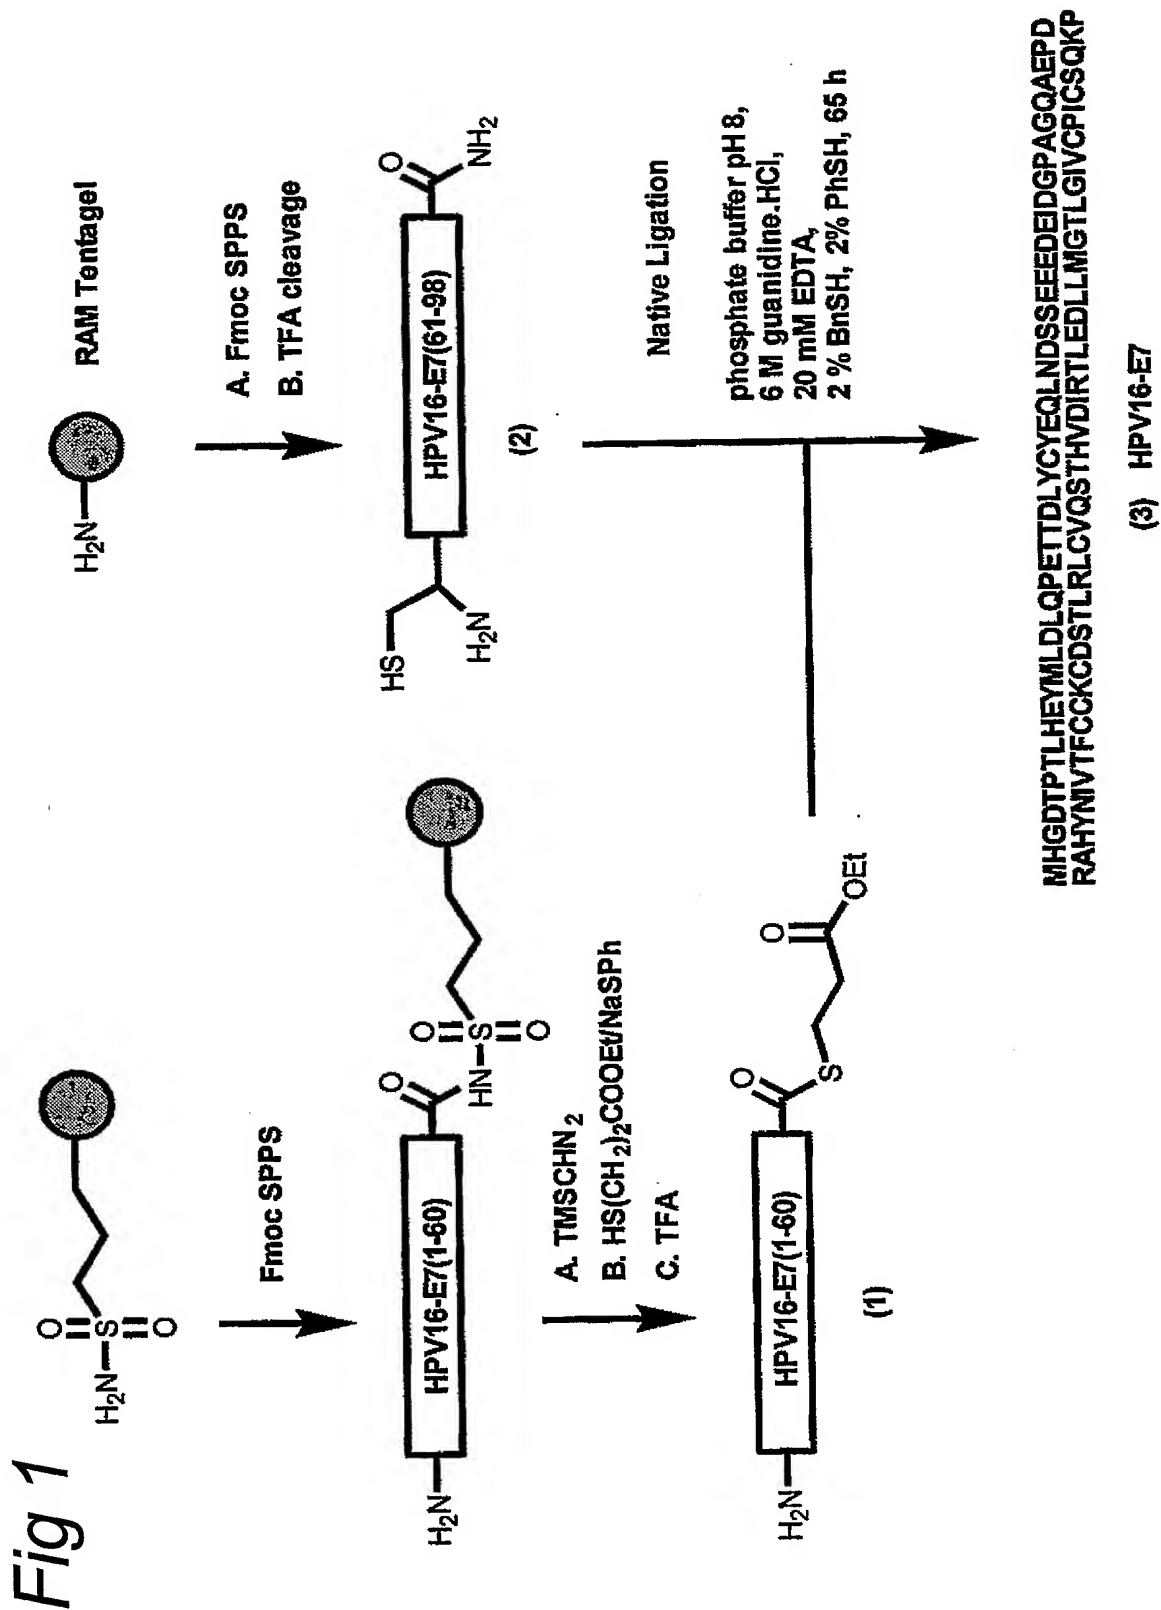 Fig 1
H2N-S
O
O
Fmoc SPPS
H2N-
HPV16-E7(1-60)
O
HN-S
O
O
A. TMSCHN2
B. HS(CH2)2COOEt/NaSPh
C. TFA
H2N-
HPV16-E7(1-60)
O
S
O
OEt
(1)
H2N-
RAM Tentagel
A. Fmoc SPPS
B. TFA cleavage
HS
H2N
HPV16-E7(61-98)
O
NH2
(2)
Native Ligation
phosphate buffer pH 8,
6 M guanidine.HCl,
20 mM EDTA,
2 % BnSH, 2% PhSH, 65 h
MHGDTPTLHEYMLDLQPETTDLYCYEQLNDSSEEEDEIDGPAGQAEPD
RAHYNIVTFCCKCDSTLRLCVQSTHVDIRTLEDLLMGTLGIVCPICSQKP
(3) HPV16-E7